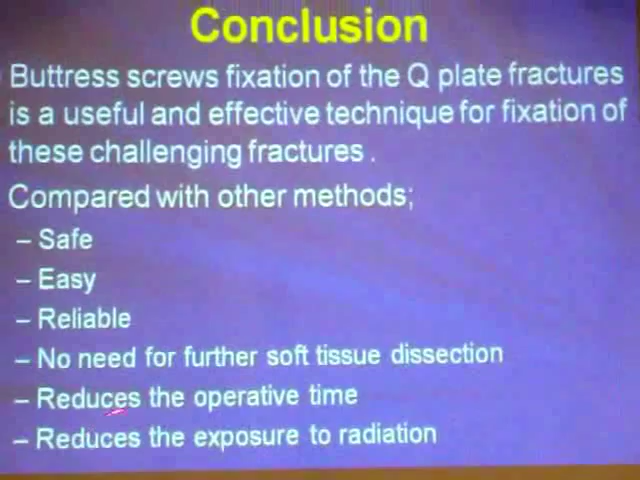 Conclusion
Buttress screws fixation of the Q plate fractures
is a useful and effective technique for fixation of
these challenging fractures .
Compared with other methods;
– Safe
– Easy
– Reliable
– No need for further soft tissue dissection
– Reduces the operative time
– Reduces the exposure to radiation